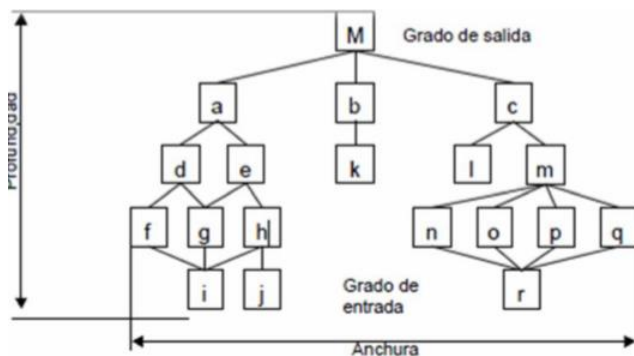 M Grado de salida
a b c
d e k l m
f g h n o p q
i j Grado de entrada r
Profundidad
Anchura